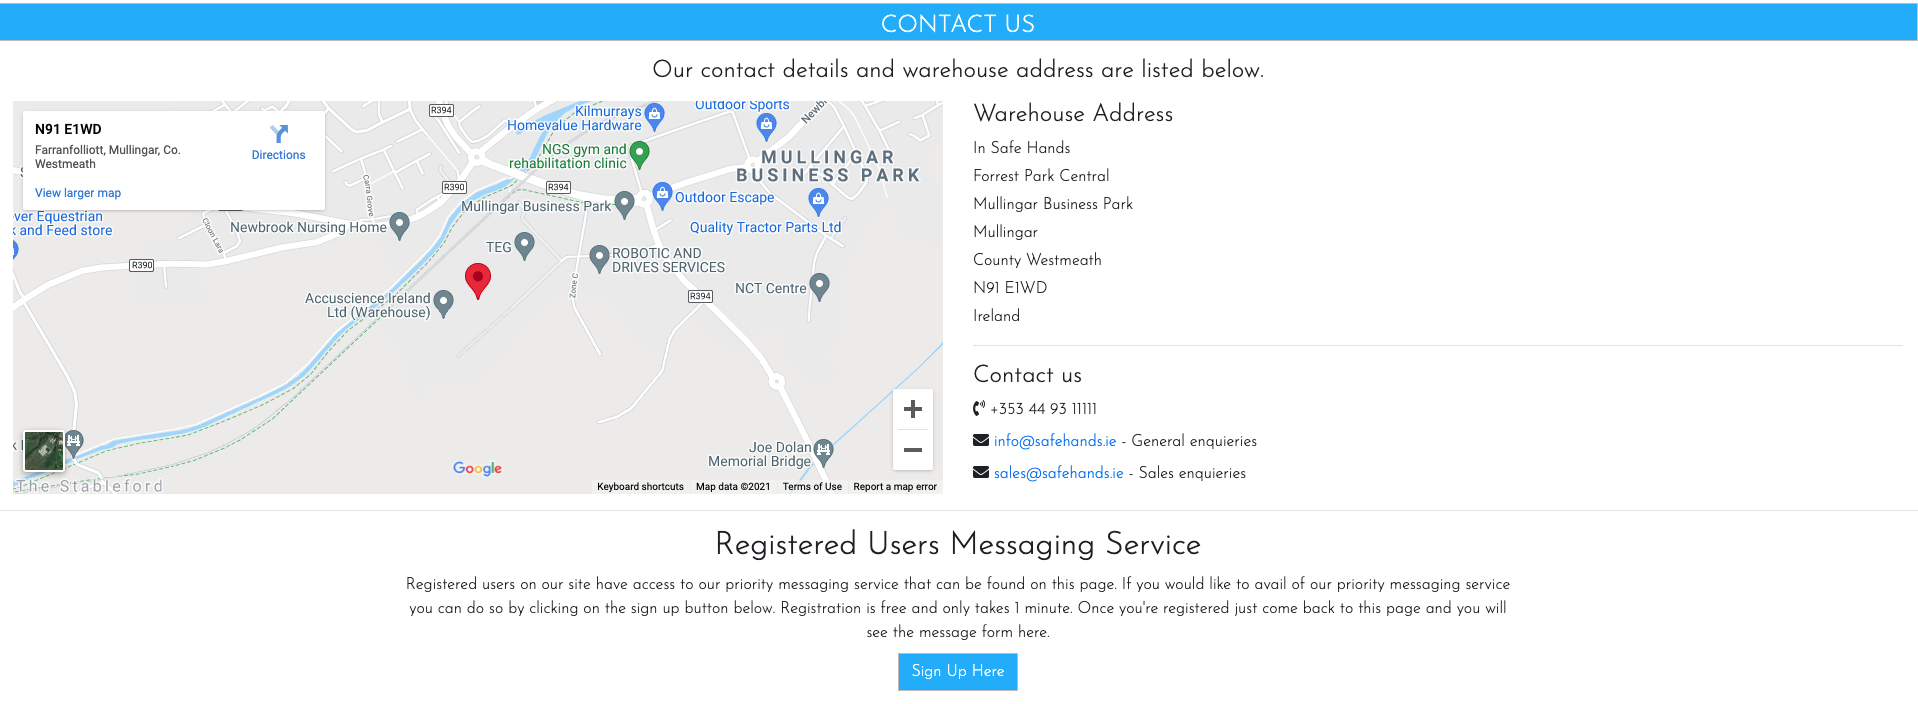 CONTACT US
Our contact details and warehouse address are listed below.
N91 E1WD
Farranfolliott, Mullingar, Co.
Westmeath
Directions
View larger map
R394
Kilmurrays
Homevalue Hardware
Outdoor Sports
NGS gym and
rehabilitation clinic
MULLINGAR
BUSINESS PARK
R390
R394
Carra Grove
Outdoor Escape
Mullingar Business Park
ver Equestrian
and Feed store
Newbrook Nursing Home
Cloon Lara
Quality Tractor Parts Ltd
TEG
ROBOTIC AND
DRIVES SERVICES
R390
Zone C
NCT Centre
R394
Accuscience Ireland
Ltd (Warehouse)
Joe Dolan
Memorial Bridge
Google
The Stableford
Keyboard shortcuts Map data ©2021 Terms of Use Report a map error
Warehouse Address
In Safe Hands
Forrest Park Central
Mullingar Business Park
Mullingar
County Westmeath
N91 E1WD
Ireland
Contact us
+353 44 93 11111
info@safehands.ie - General enquieries
sales@safehands.ie - Sales enquieries
Registered Users Messaging Service
Registered users on our site have access to our priority messaging service that can be found on this page. If you would like to avail of our priority messaging service
you can do so by clicking on the sign up button below. Registration is free and only takes 1 minute. Once you're registered just come back to this page and you will
see the message form here.
Sign Up Here